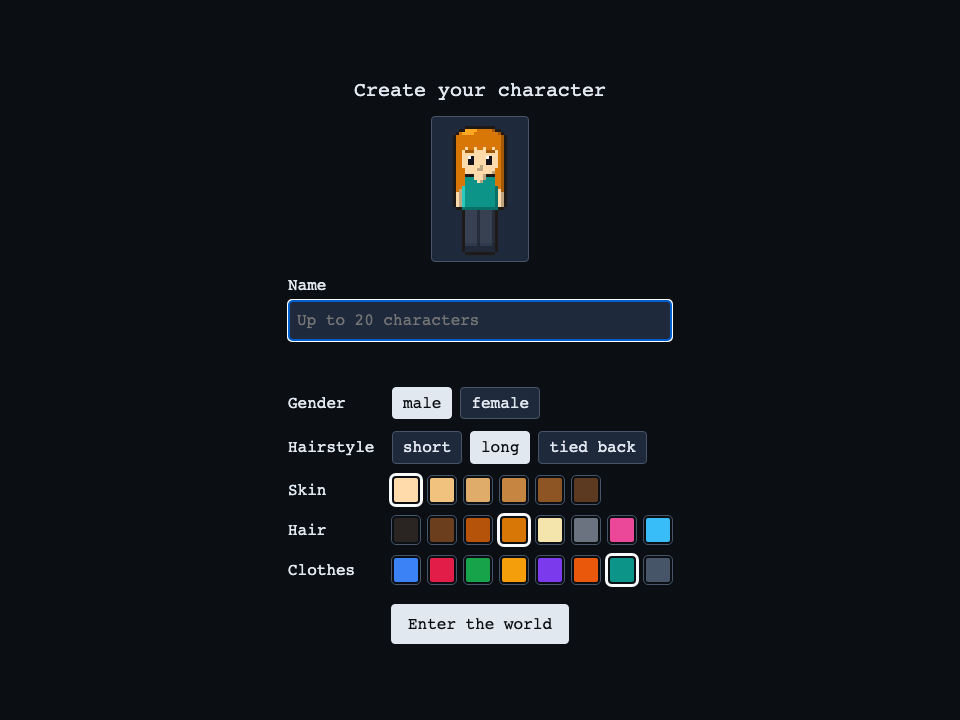 Create your character
Name
Up to 20 characters
Gender male female
Hairstyle short long tied back
Skin
Hair
Clothes
Enter the world